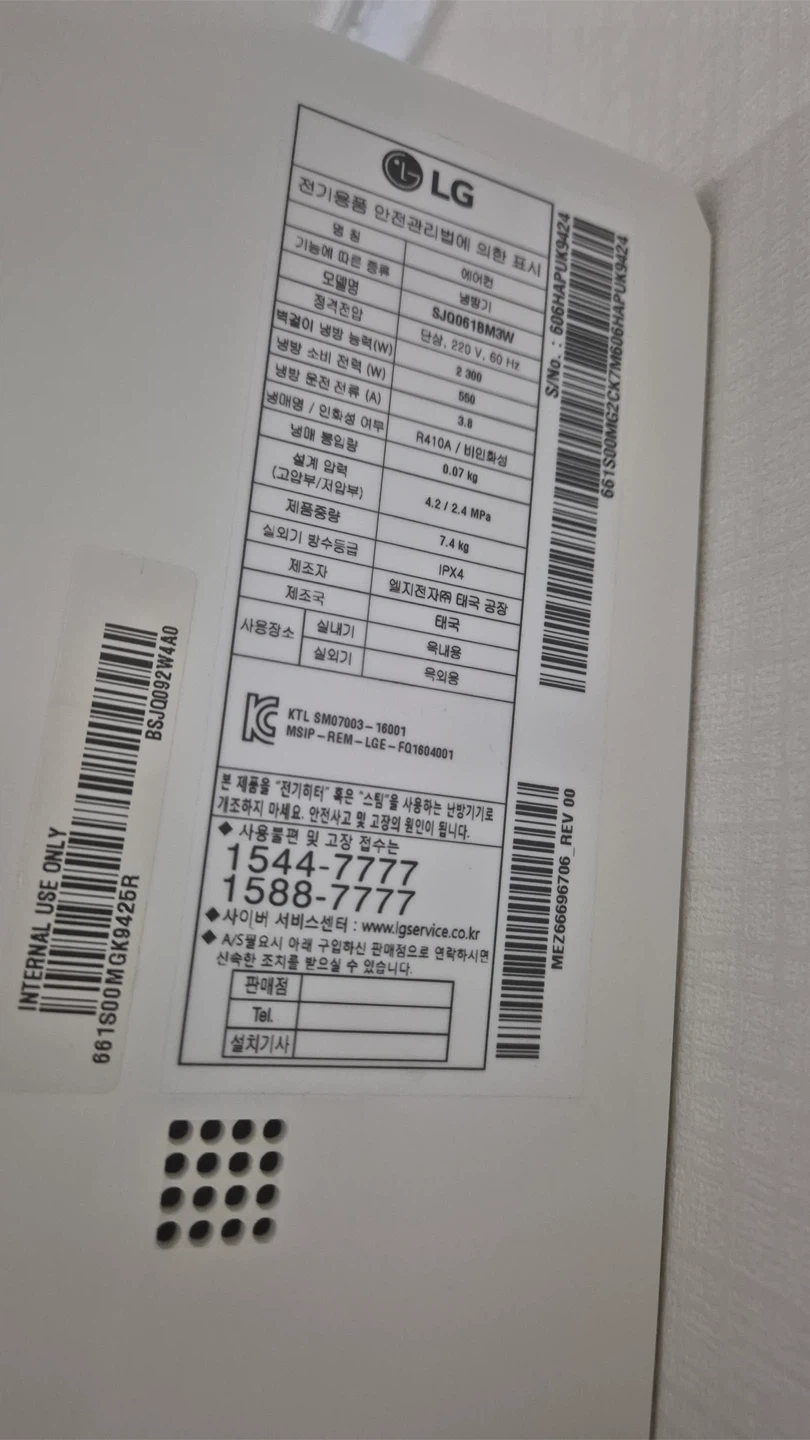 LG
전기용품 안전관리법에 의한 표시
명 칭 에어컨
기능에 따른 종류 냉방기
모델명 SJQ061BM3W
정격전압 단상, 220 V, 60 Hz
벽걸이 냉방 능력(W) 2 300
냉방 소비 전력 (W) 550
냉방 운전 전류 (A) 3.8
냉매명 / 인화성 여부 R410A / 비인화성
냉매 봉입량 0.07 kg
설계 압력
(고압부/저압부) 4.2 / 2.4 MPa
제품중량 7.4 kg
실외기 방수등급 IPX4
제조자 엘지전자㈜ 태국 공장
제조국 태국
사용장소 실내기 옥내용
실외기 옥외용
KTL SM07003-16001
MSIP-REM-LGE-FQ1604001
본 제품을 "전기히터" 혹은 "스팀"을 사용하는 난방기기로
개조하지 마세요. 안전사고 및 고장의 원인이 됩니다.
◆ 사용불편 및 고장 접수는
1544-7777
1588-7777
◆ 사이버 서비스센터 : www.lgservice.co.kr
◆ A/S필요시 아래 구입하신 판매점으로 연락하시면
신속한 조치를 받으실 수 있습니다.
판매점
Tel.
설치기사
S/No. : 606HAPUK9424
661S00MG2CK7M606HAPUK9424
MEZ66696706_REV 00
INTERNAL USE ONLY
BSJQ092W4A0
661S00MGK9425R